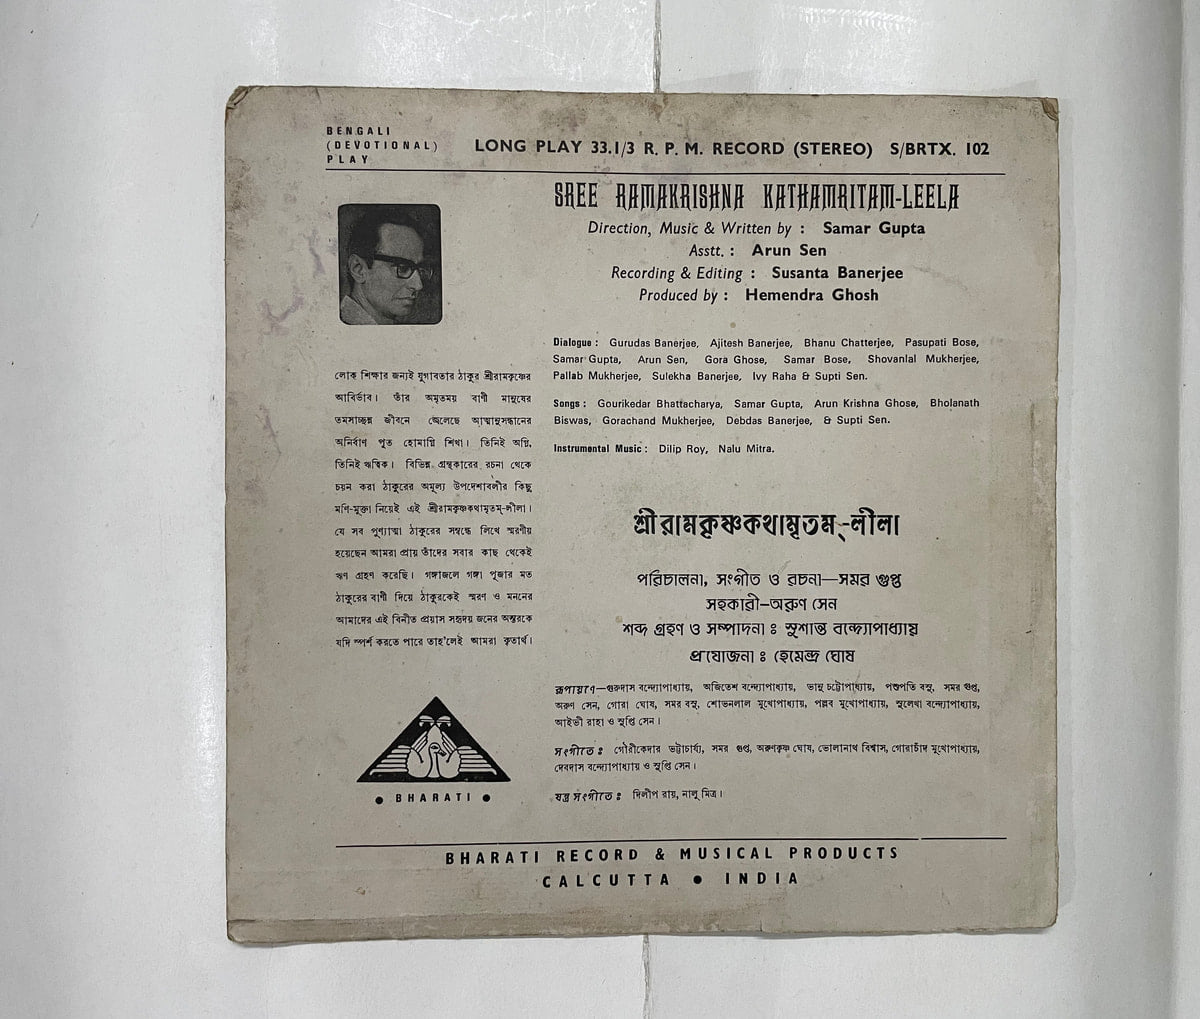 BENGALI
(DEVOTIONAL)
PLAY
LONG PLAY 33.1/3 R. P. M. RECORD (STEREO) S/BRTX. 102
SREE RAMAKRISHNA KATHAMRITAM-LEELA
Direction, Music & Written by : Samar Gupta
Asstt. : Arun Sen
Recording & Editing : Susanta Banerjee
Produced by : Hemendra Ghosh
Dialogue : Gurudas Banerjee, Ajitesh Banerjee, Bhanu Chatterjee, Pasupati Bose,
Samar Gupta, Arun Sen, Gora Ghose, Samar Bose, Shovanlal Mukherjee,
Pallab Mukherjee, Sulekha Banerjee, Ivy Raha & Supti Sen.
Songs : Gourikedar Bhattacharya, Samar Gupta, Arun Krishna Ghose, Bholanath
Biswas, Gorachand Mukherjee, Debdas Banerjee, & Supti Sen.
Instrumental Music : Dilip Roy, Nalu Mitra.
লোক শিক্ষার জন্যই যুগাবতার ঠাকুর শ্রীরামকৃষ্ণের
আবির্ভাব। তাঁর অমৃতময় বাণী মানুষের
তমসাচ্ছন্ন জীবনে জ্বেলেছে আত্মানুসন্ধানের
অনির্বাণ পূত হোমাগ্নি শিখা। তিনিই অগ্নি,
তিনিই ঋত্বিক। বিভিন্ন গ্রন্থকারের রচনা থেকে
চয়ন করা ঠাকুরের অমূল্য উপদেশাবলীর কিছু
মণি-মুক্তা নিয়েই এই শ্রীরামকৃষ্ণকথামৃতম্-লীলা।
যে সব পুণ্যাত্মা ঠাকুরের সম্বন্ধে লিখে স্মরণীয়
হয়েছেন আমরা প্রায় তাঁদের সবার কাছ থেকেই
ঋণ গ্রহণ করেছি। গঙ্গাজলে গঙ্গা পূজার মত
ঠাকুরের বাণী দিয়ে ঠাকুরকেই স্মরণ ও মননের
আমাদের এই বিনীত প্রয়াস সহৃদয় জনের অন্তরকে
যদি স্পর্শ করতে পারে তাহ'লেই আমরা কৃতার্থ।
শ্রীরামকৃষ্ণকথামৃতম্-লীলা
পরিচালনা, সংগীত ও রচনা—সমর গুপ্ত
সহকারী—অরুণ সেন
শব্দ গ্রহণ ও সম্পাদনা : সুশান্ত বন্দ্যোপাধ্যায়
প্রযোজনা : হেমেন্দ্র ঘোষ
রূপায়ণে—গুরুদাস বন্দ্যোপাধ্যায়, অজিতেশ বন্দ্যোপাধ্যায়, ভানু চট্টোপাধ্যায়, পশুপতি বসু, সমর গুপ্ত,
অরুণ সেন, গোরা ঘোষ, সমর বসু, শোভনলাল মুখোপাধ্যায়, পল্লব মুখোপাধ্যায়, সুলেখা বন্দ্যোপাধ্যায়,
আইভী রাহা ও সুপ্তি সেন।
সংগীতে : গৌরীকেদার ভট্টাচার্য্য, সমর গুপ্ত, অরুণকৃষ্ণ ঘোষ, ভোলানাথ বিশ্বাস, গোরাচাঁদ মুখোপাধ্যায়,
দেবদাস বন্দ্যোপাধ্যায় ও সুপ্তি সেন।
যন্ত্র সংগীতে : দিলীপ রায়, নালু মিত্র।
● BHARATI ●
BHARATI RECORD & MUSICAL PRODUCTS
CALCUTTA ● INDIA